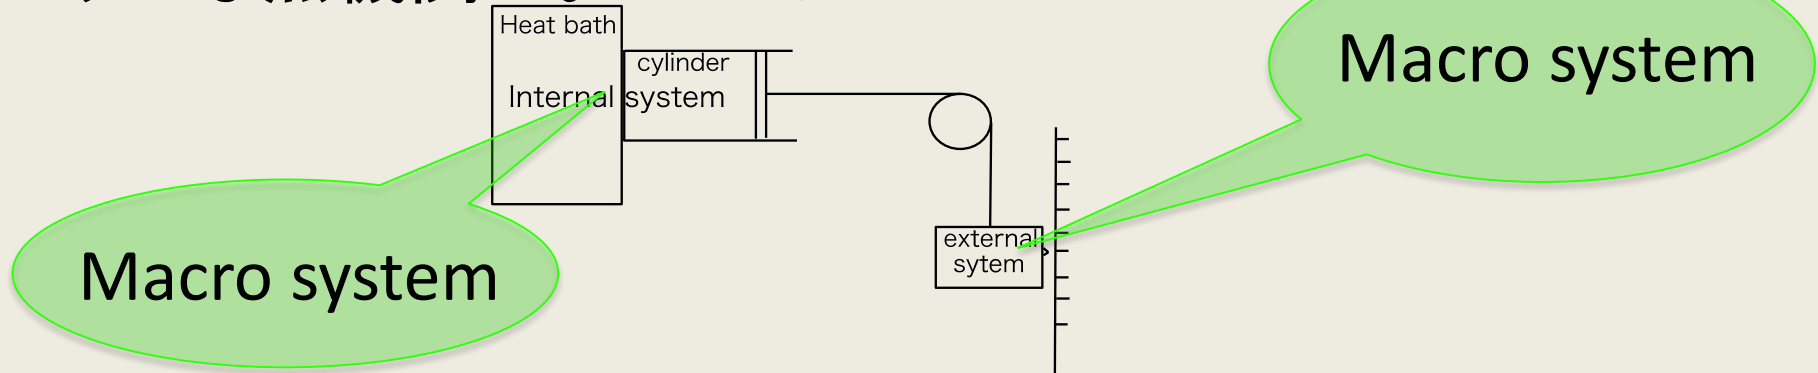 Heat bath
cylinder
Internal system
Macro system
external
sytem
Macro system